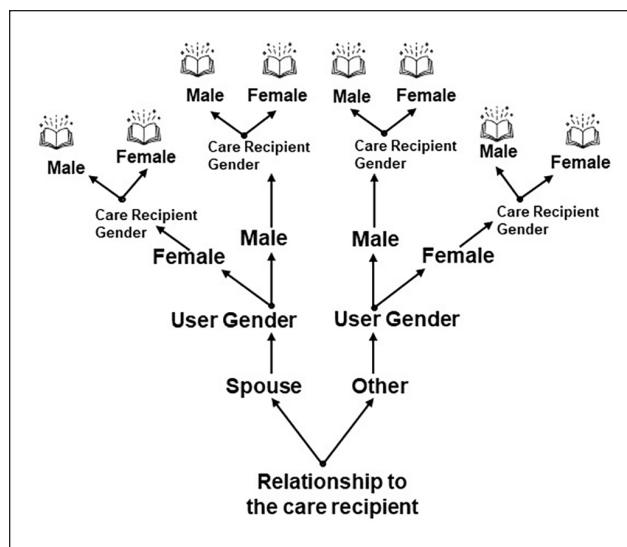 Male
Female
Male
Female
Male
Female
Care Recipient
Gender
Care Recipient
Gender
Male
Female
Care Recipient
Gender
Care Recipient
Gender
Female
Male
Male
Female
User Gender
User Gender
Spouse
Other
Relationship to
the care recipient